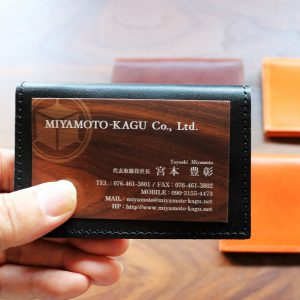 MIYAMOTO-KAGU Co., Ltd.
Toyoaki Miyamoto
代表取締役社長 宮本 豊彰
TEL : 076-461-3801 / FAX : 076-461-3802
MOBILE : 090-3155-4473
MAIL : miyamoto@miyamoto-kagu.net
HP : http://www.miyamoto-kagu.net